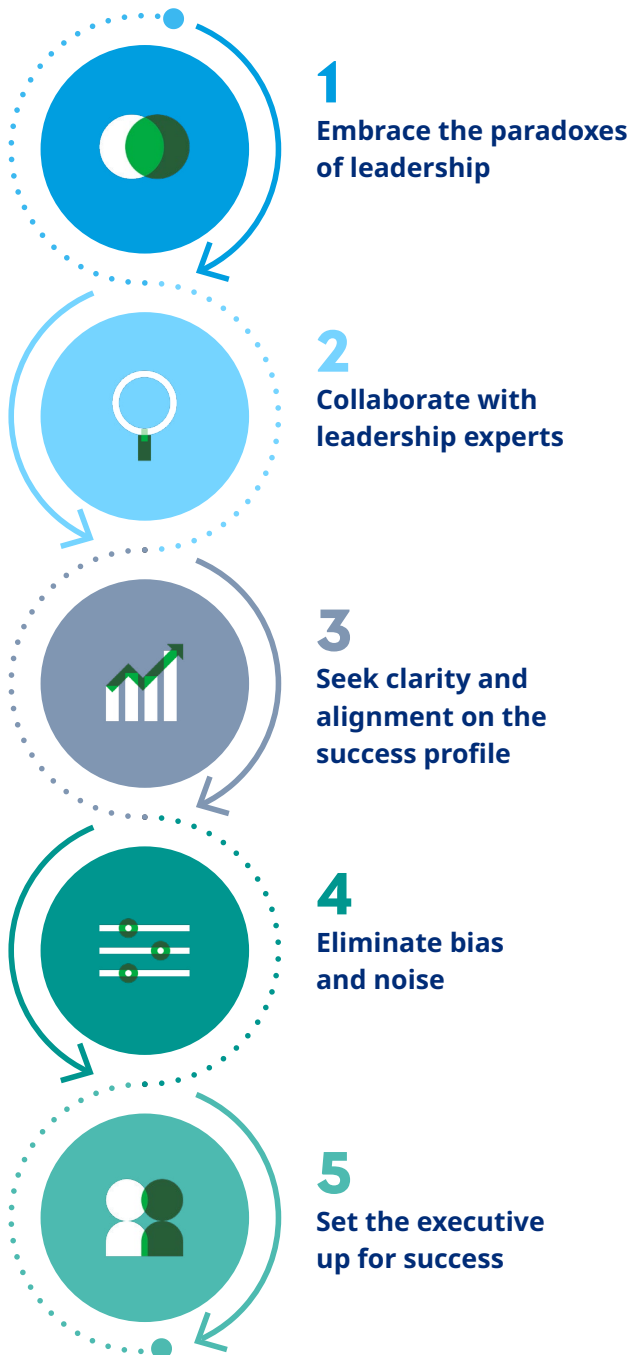 1
Embrace the paradoxes
of leadership
2
Collaborate with
leadership experts
3
Seek clarity and
alignment on the
success profile
4
Eliminate bias
and noise
5
Set the executive
up for success